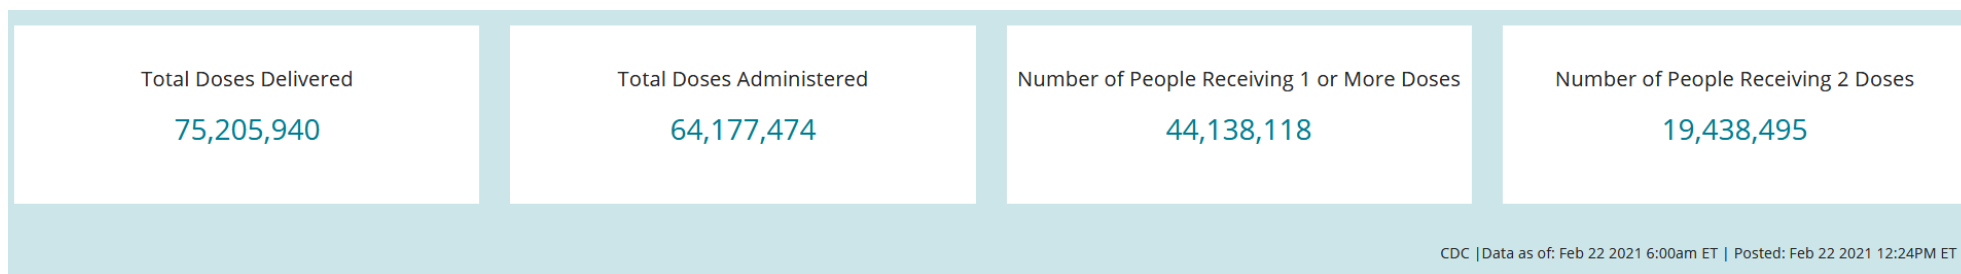 Total Doses Delivered
75,205,940
Total Doses Administered
64,177,474
Number of People Receiving 1 or More Doses
44,138,118
Number of People Receiving 2 Doses
19,438,495
CDC |Data as of: Feb 22 2021 6:00am ET | Posted: Feb 22 2021 12:24PM ET